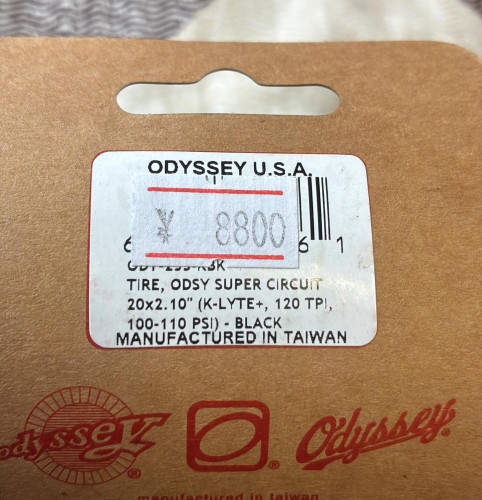 ODYSSEY U.S.A.
¥ 8800
6 6 1
TIRE, ODSY SUPER CIRCUIT
20x2.10" (K-LYTE+, 120 TPI,
100-110 PSI) - BLACK
MANUFACTURED IN TAIWAN
odyssey ® ® Odyssey ®
manufactured in taiwan